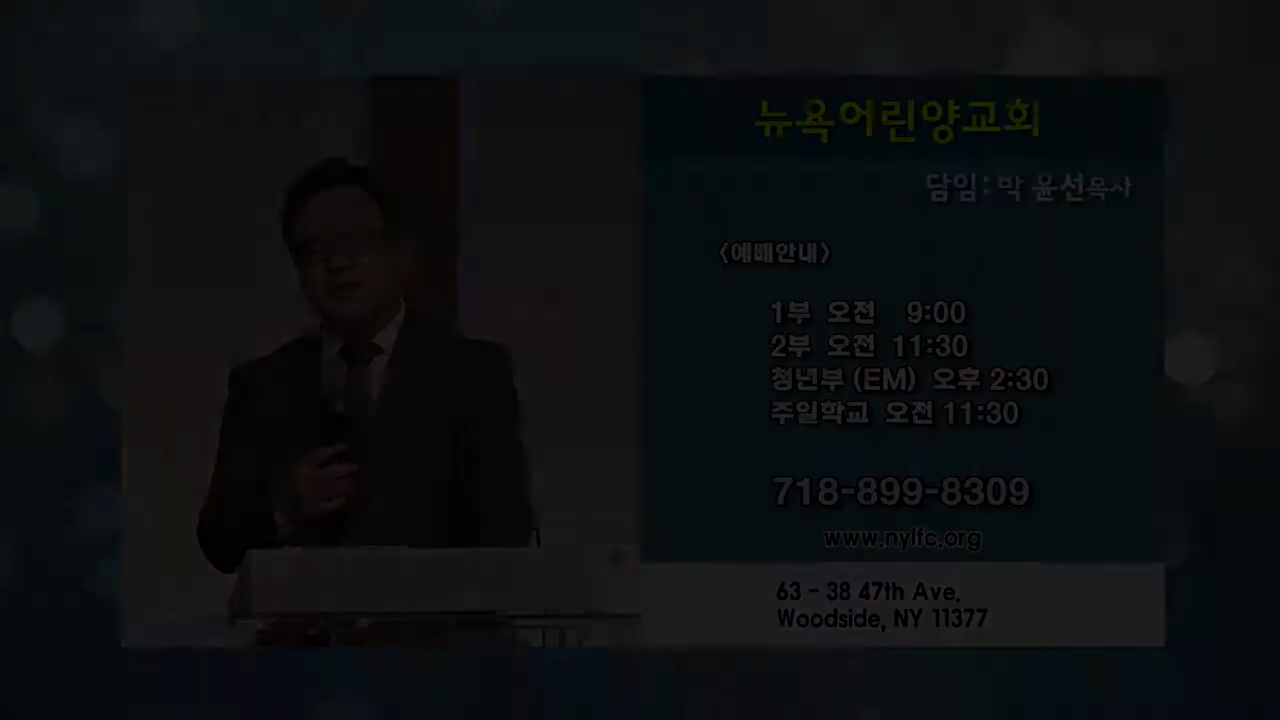 뉴욕어린양교회
담임: 박 윤선목사
<예배안내>
1부 오전 9:00
2부 오전 11:30
청년부 (EM) 오후 2:30
주일학교 오전 11:30
718-899-8309
www.nylfc.org
63 - 38 47th Ave.
Woodside, NY 11377